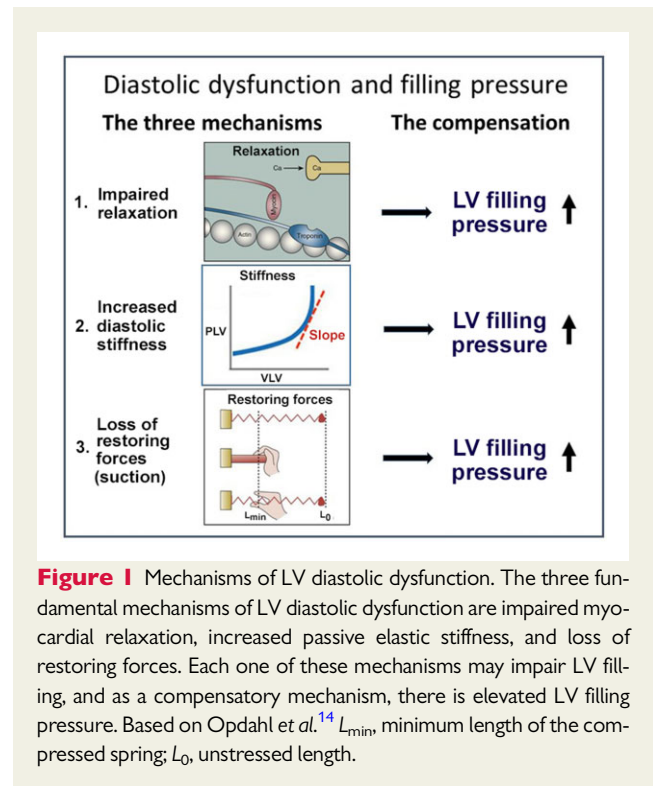 Diastolic dysfunction and filling pressure
The three mechanisms
The compensation
1. Impaired
relaxation
Relaxation
Ca
Ca
Myosin
Actin
Troponin
LV filling
pressure
2. Increased
diastolic
stiffness
Stiffness
PLV
Slope
VLV
LV filling
pressure
3. Loss of
restoring
forces
(suction)
Restoring forces
Lmin
L0
LV filling
pressure
Figure 1 Mechanisms of LV diastolic dysfunction. The three fun-
damental mechanisms of LV diastolic dysfunction are impaired myo-
cardial relaxation, increased passive elastic stiffness, and loss of
restoring forces. Each one of these mechanisms may impair LV fill-
ing, and as a compensatory mechanism, there is elevated LV filling
pressure. Based on Opdahl et al.14 Lmin, minimum length of the com-
pressed spring; L0, unstressed length.